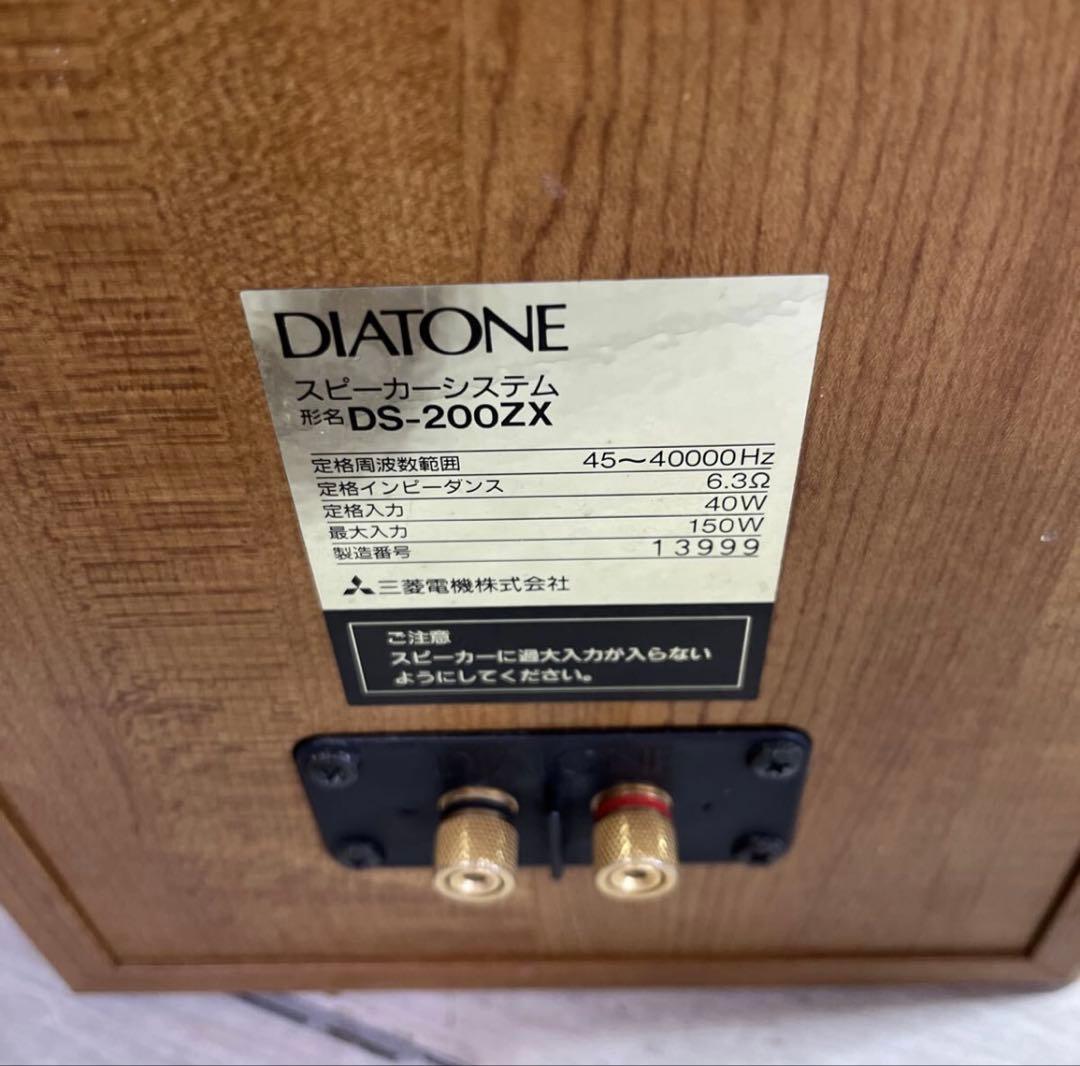 DIATONE
スピーカーシステム
形名 DS-200ZX
定格周波数範囲 45〜40000Hz
定格インピーダンス 6.3Ω
定格入力 40W
最大入力 150W
製造番号 13999
三菱電機株式会社
ご注意
スピーカーに過大入力が入らない
ようにしてください。
DIATONE